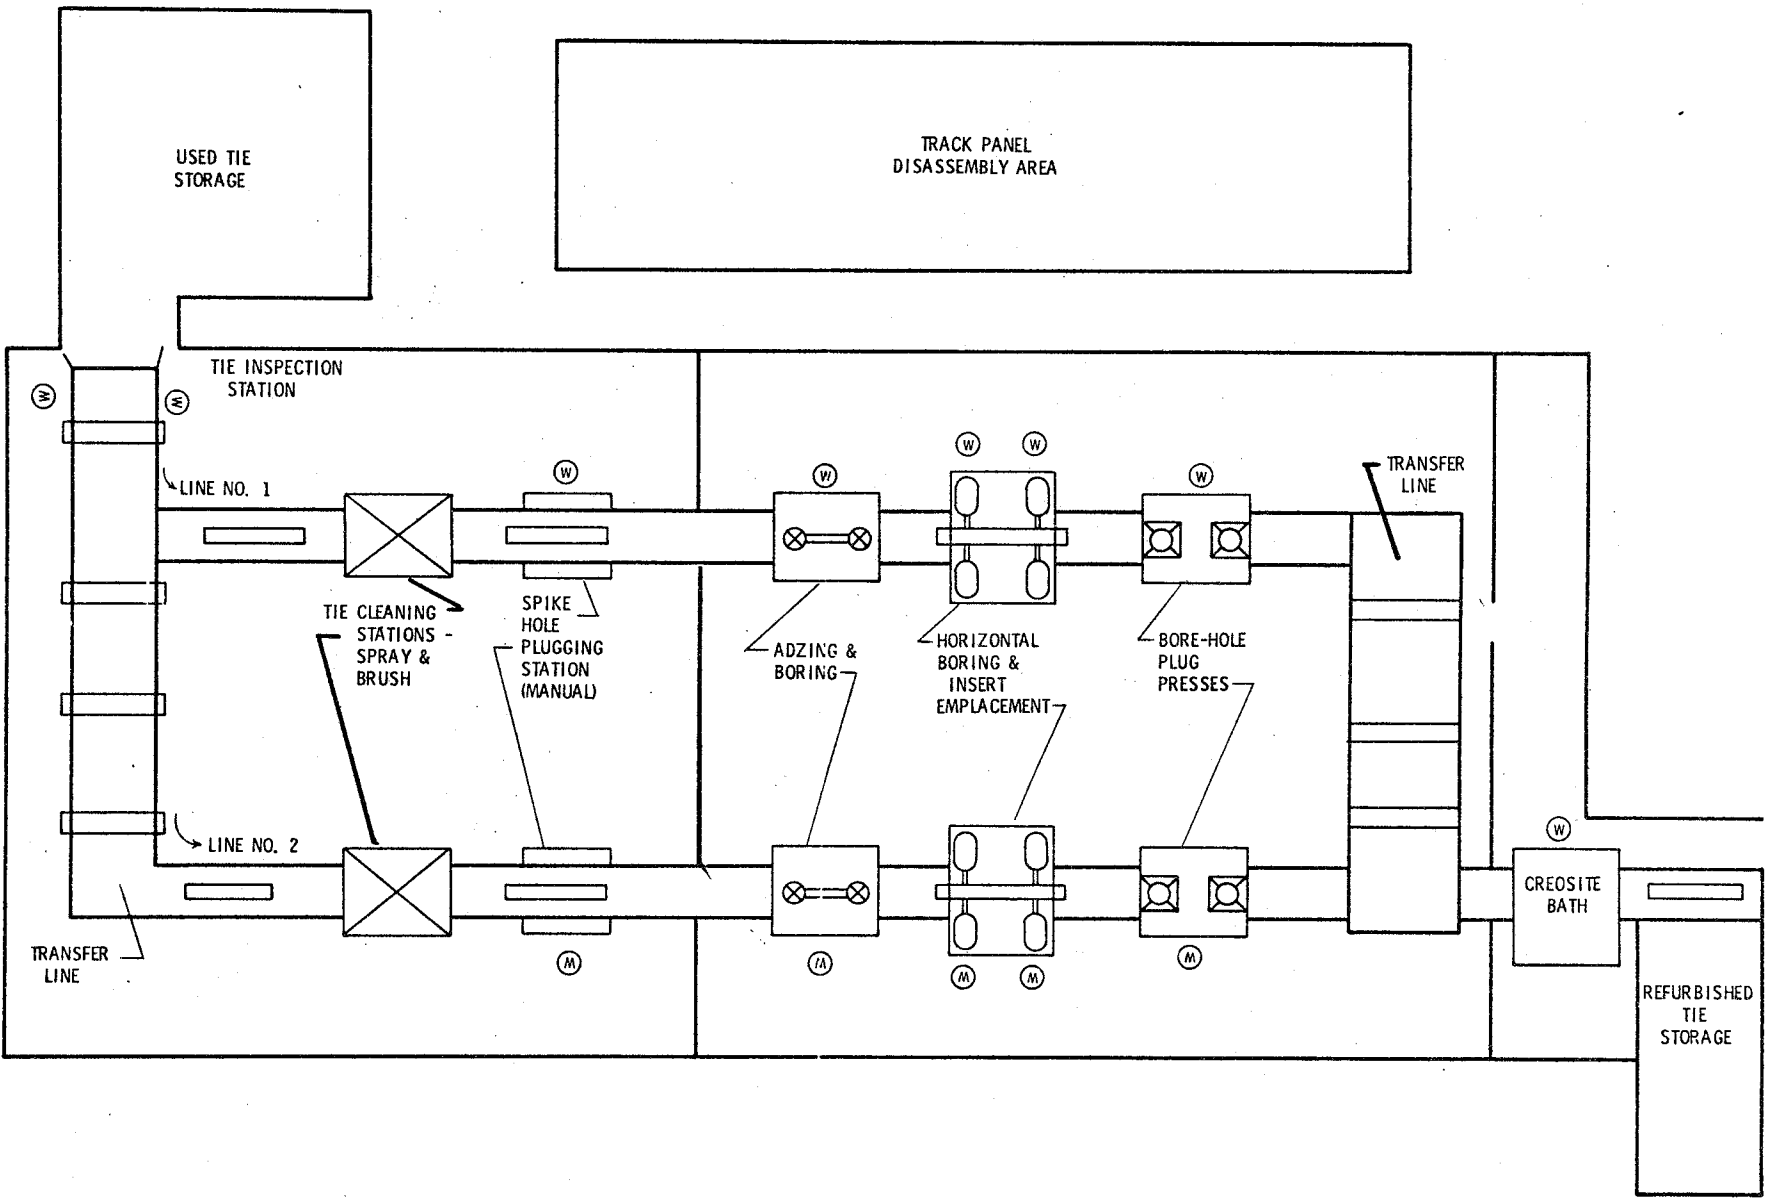 USED TIE
STORAGE
TRACK PANEL
DISASSEMBLY AREA
TIE INSPECTION
STATION
W
W
LINE NO. 1
W
W
W
W
W
TRANSFER
LINE
TIE CLEANING
STATIONS -
SPRAY &
BRUSH
SPIKE
HOLE
PLUGGING
STATION
(MANUAL)
ADZING &
BORING
HORIZONTAL
BORING &
INSERT
EMPLACEMENT
BORE-HOLE
PLUG
PRESSES
LINE NO. 2
W
CREOSITE
BATH
TRANSFER
LINE
W
W
W
W
W
REFURBISHED
TIE
STORAGE